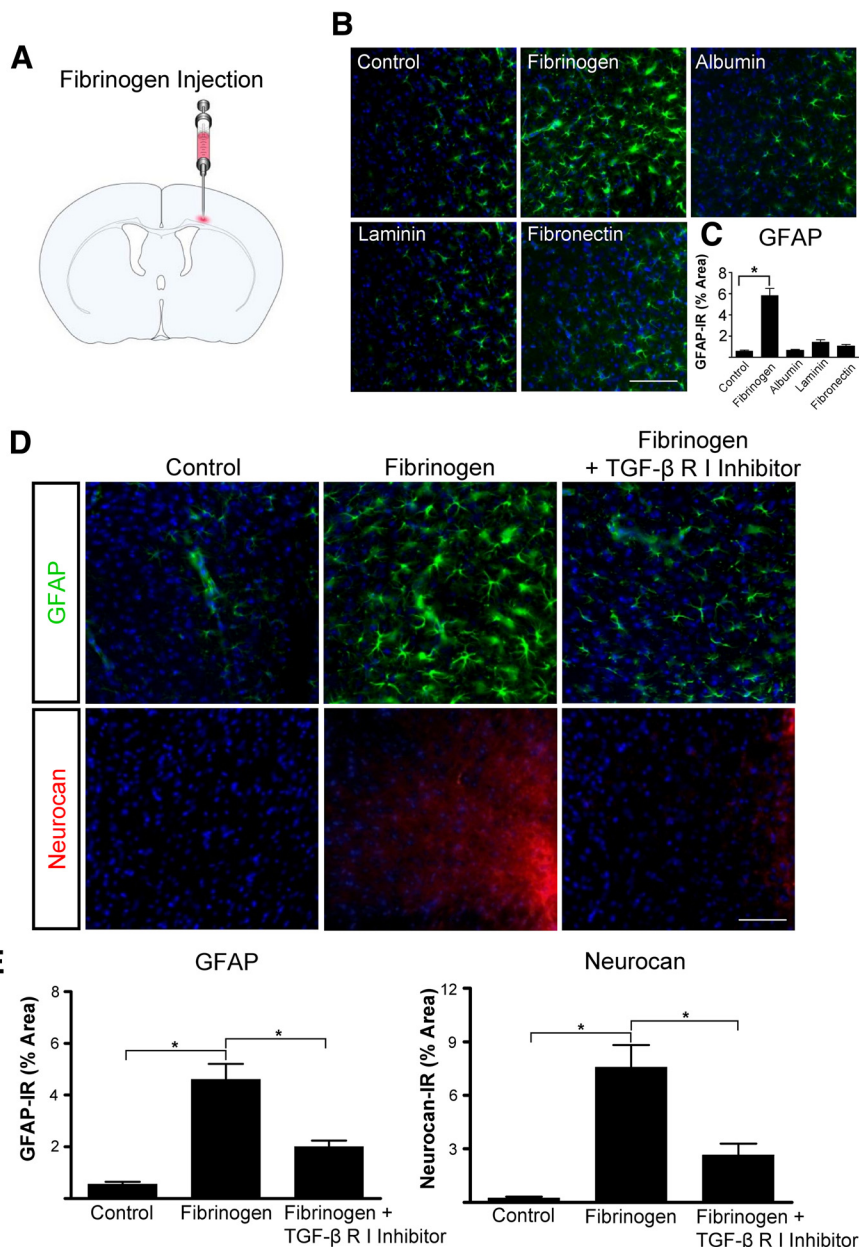 A
Fibrinogen Injection
B
Control
Fibrinogen
Albumin
Laminin
Fibronectin
C
GFAP
GFAP-IR (% Area)
8
6
4
2
*
Control
Fibrinogen
Albumin
Laminin
Fibronectin
D
Control
Fibrinogen
Fibrinogen
+ TGF-β R I Inhibitor
GFAP
Neurocan
E
GFAP
GFAP-IR (% Area)
8
6
4
2
*
*
Control
Fibrinogen
Fibrinogen +
TGF-β R I Inhibitor
Neurocan
Neurocan-IR (% Area)
12
9
6
3
*
*
Control
Fibrinogen
Fibrinogen +
TGF-β R I Inhibitor